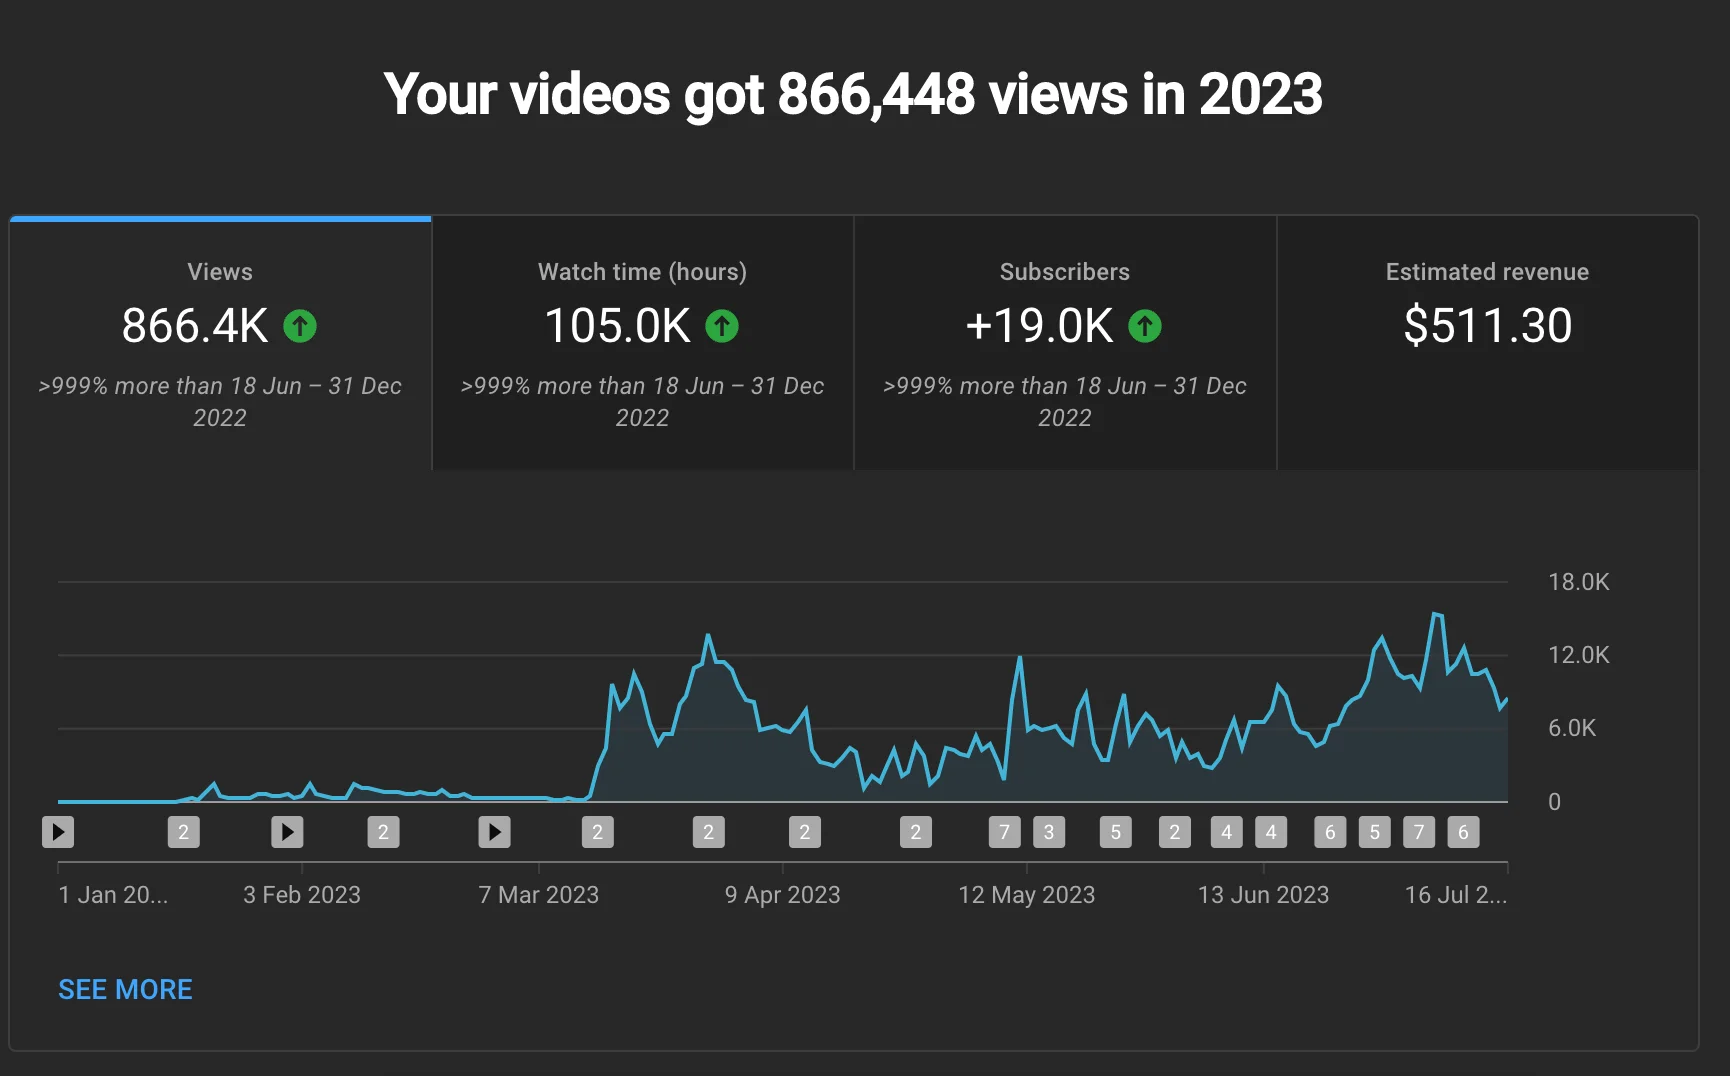 Your videos got 866,448 views in 2023
Views
866.4K
>999% more than 18 Jun – 31 Dec
2022
Watch time (hours)
105.0K
>999% more than 18 Jun – 31 Dec
2022
Subscribers
+19.0K
>999% more than 18 Jun – 31 Dec
2022
Estimated revenue
$511.30
18.0K
12.0K
6.0K
0
2 2 2 2 2 2 7 3 5 2 4 4 6 5 7 6
1 Jan 20... 3 Feb 2023 7 Mar 2023 9 Apr 2023 12 May 2023 13 Jun 2023 16 Jul 2...
SEE MORE